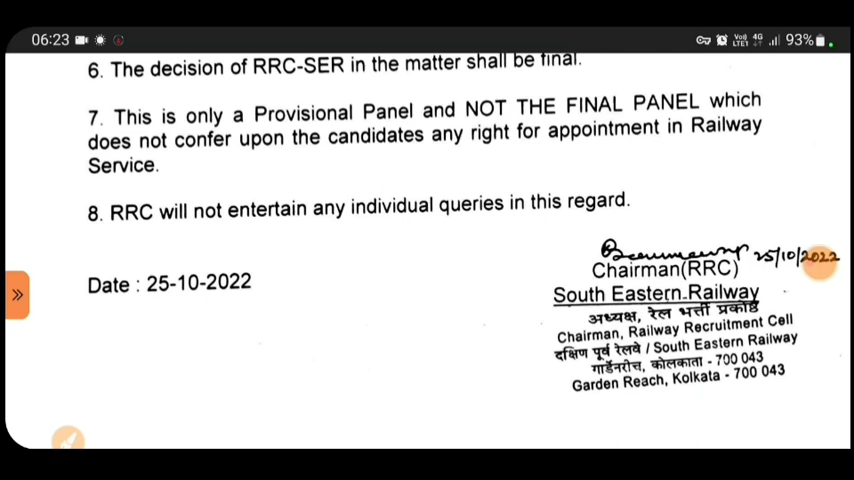 06:23
Vo) 4G
LTE1 93%
6. The decision of RRC-SER in the matter shall be final.
7. This is only a Provisional Panel and NOT THE FINAL PANEL which
does not confer upon the candidates any right for appointment in Railway
Service.
8. RRC will not entertain any individual queries in this regard.
25/10/2022
Chairman(RRC)
Date : 25-10-2022
South Eastern Railway
अध्यक्ष, रेल भर्ती प्रकोष्ठ
Chairman, Railway Recruitment Cell
दक्षिण पूर्व रेलवे / South Eastern Railway
गार्डेनरीच, कोलकाता - 700 043
Garden Reach, Kolkata - 700 043